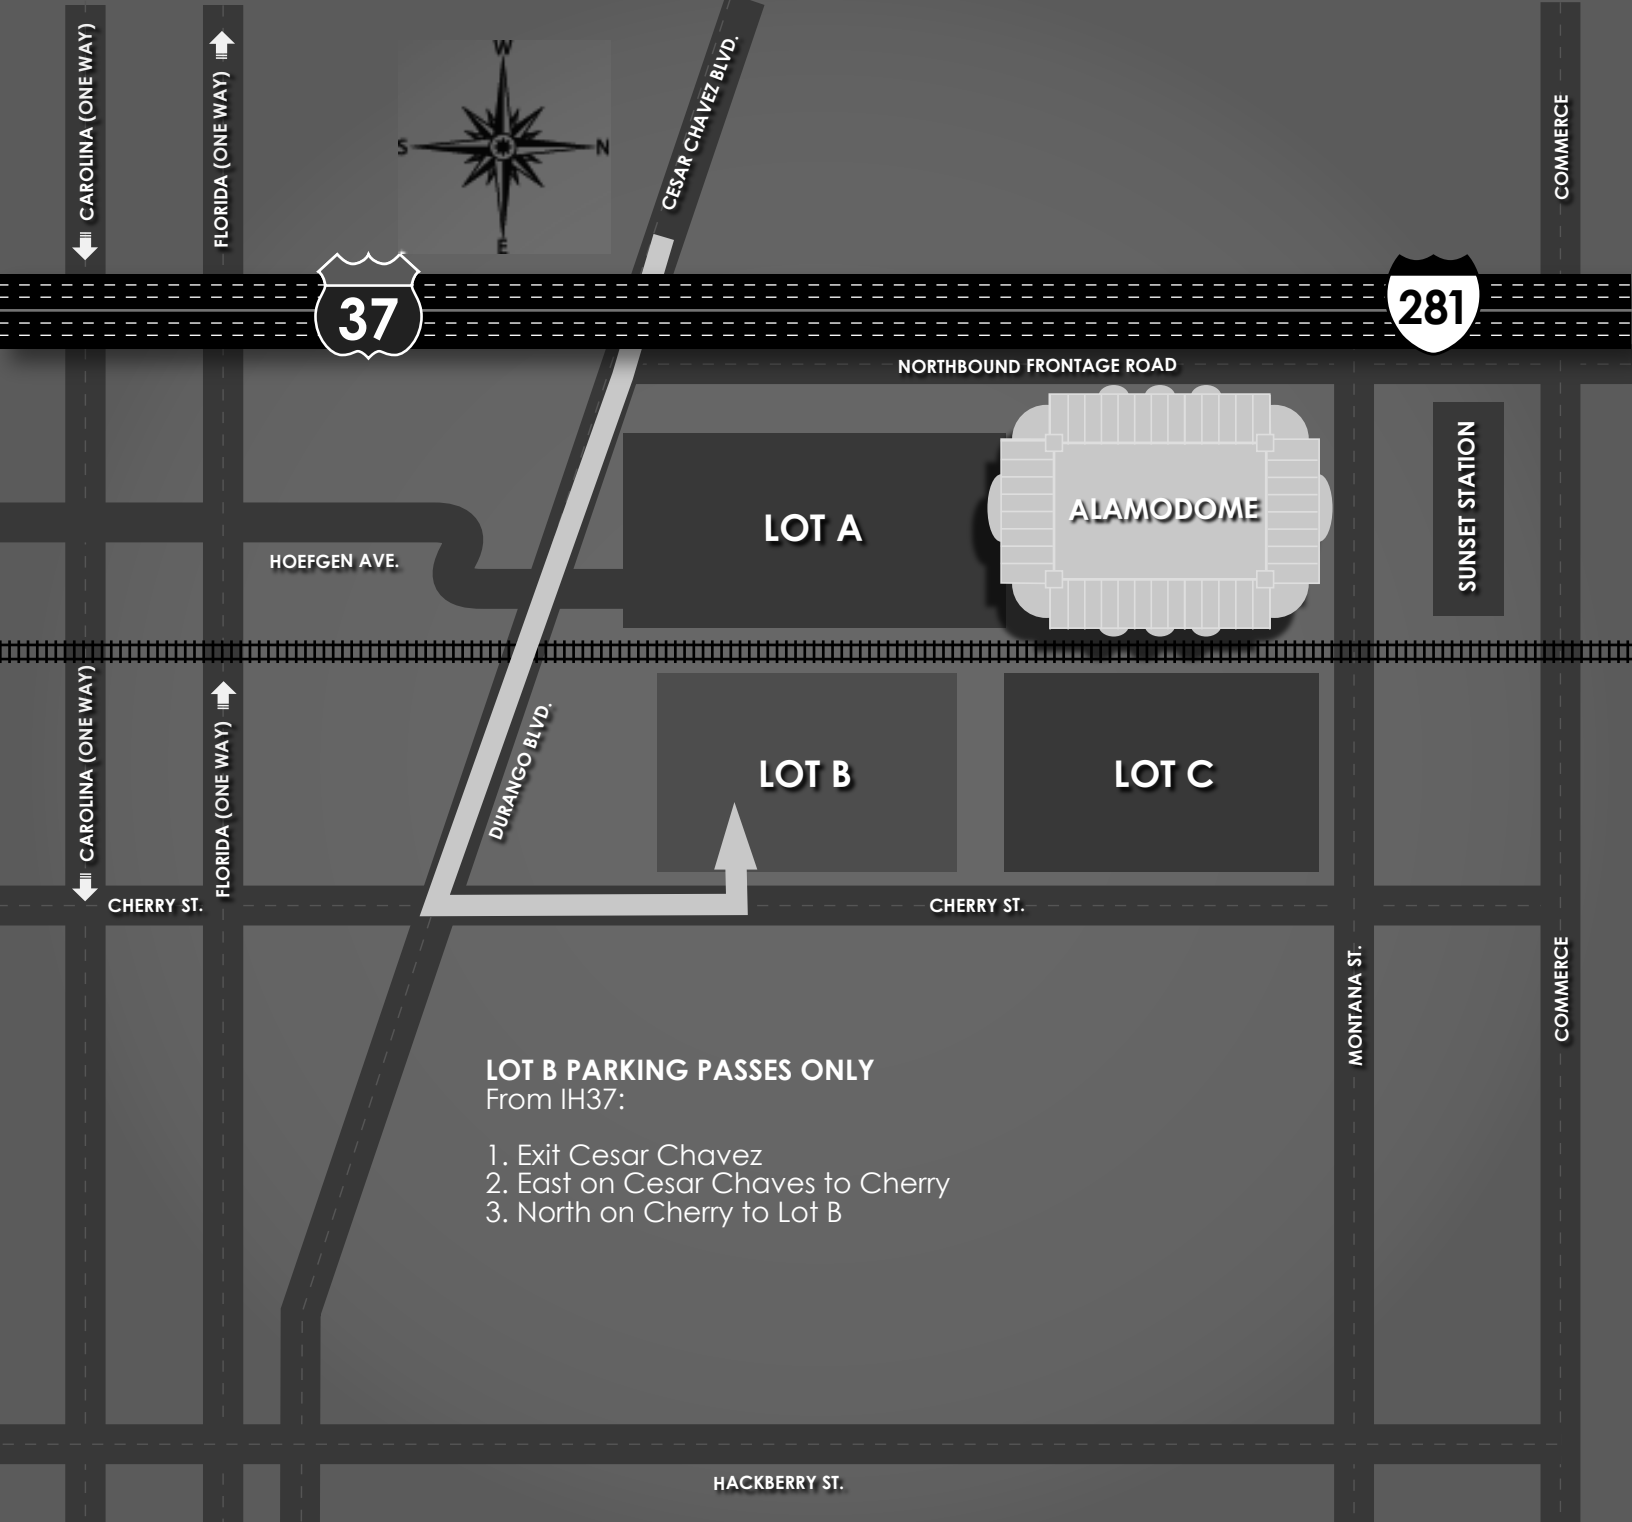 CAROLINA (ONE WAY)
FLORIDA (ONE WAY)
W
S
N
E
CESAR CHAVEZ BLVD.
COMMERCE
37
281
NORTHBOUND FRONTAGE ROAD
LOT A
ALAMODOME
SUNSET STATION
HOEFGEN AVE.
CAROLINA (ONE WAY)
FLORIDA (ONE WAY)
DURANGO BLVD.
LOT B
LOT C
CHERRY ST.
CHERRY ST.
MONTANA ST.
COMMERCE
LOT B PARKING PASSES ONLY
From IH37:
1. Exit Cesar Chavez
2. East on Cesar Chaves to Cherry
3. North on Cherry to Lot B
HACKBERRY ST.